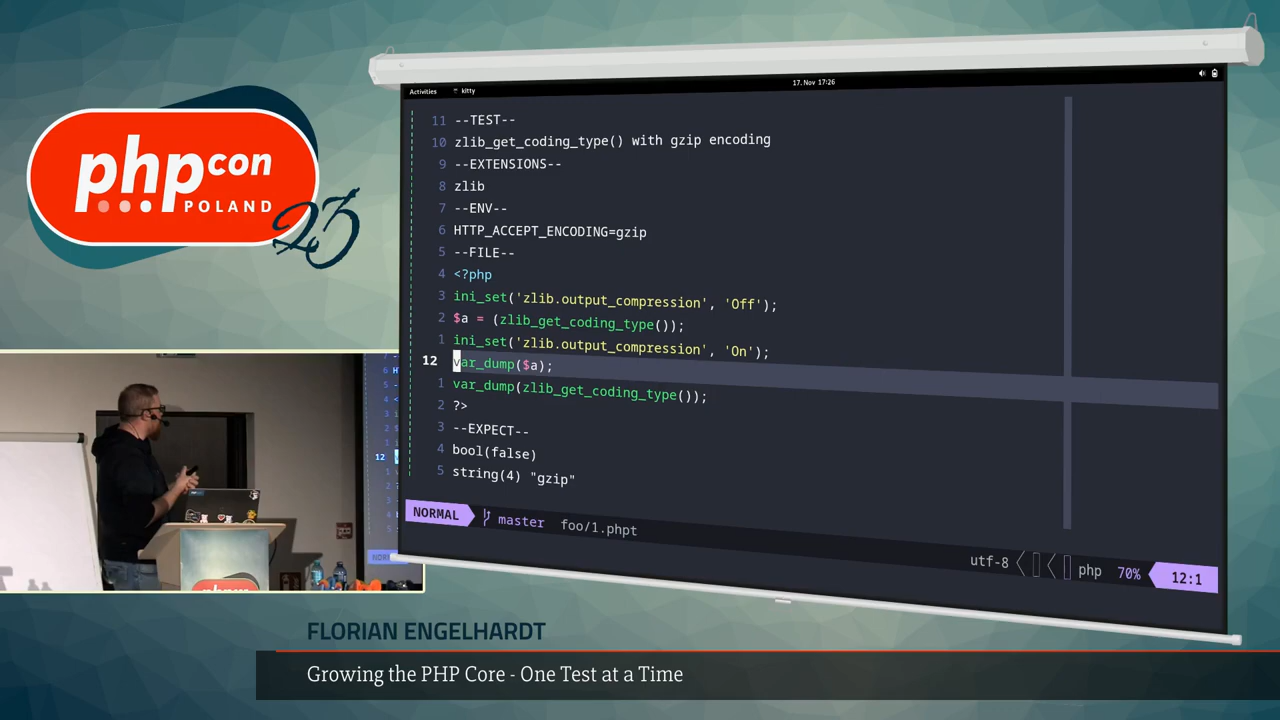 phpcon
POLAND
23
Activities
kitty
17. Nov 17:26
11 --TEST--
10 zlib_get_coding_type() with gzip encoding
9 --EXTENSIONS--
8 zlib
7 --ENV--
6 HTTP_ACCEPT_ENCODING=gzip
5 --FILE--
4 <?php
3 ini_set('zlib.output_compression', 'Off');
2 $a = (zlib_get_coding_type());
1 ini_set('zlib.output_compression', 'On');
12 var_dump($a);
1 var_dump(zlib_get_coding_type());
2 ?>
3 --EXPECT--
4 bool(false)
5 string(4) "gzip"
NORMAL master foo/1.phpt
utf-8 php 70% 12:1
FLORIAN ENGELHARDT
Growing the PHP Core - One Test at a Time